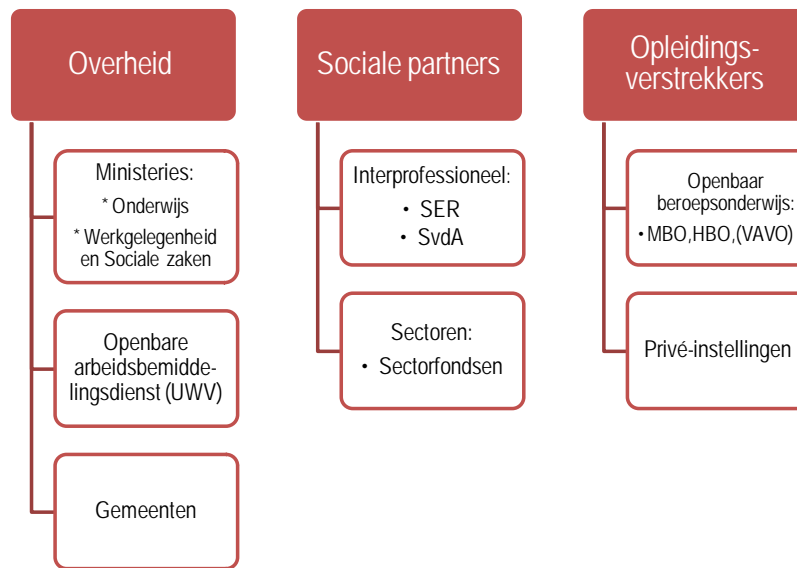 Overheid
Ministeries:
* Onderwijs
* Werkgelegenheid
en Sociale zaken
Openbare
arbeidsbemidde-
lingsdienst (UWV)
Gemeenten
Sociale partners
Interprofessioneel:
• SER
• SvdA
Sectoren:
• Sectorfondsen
Opleidings-
verstrekkers
Openbaar
beroepsonderwijs:
• MBO,HBO,(VAVO)
Privé-instellingen